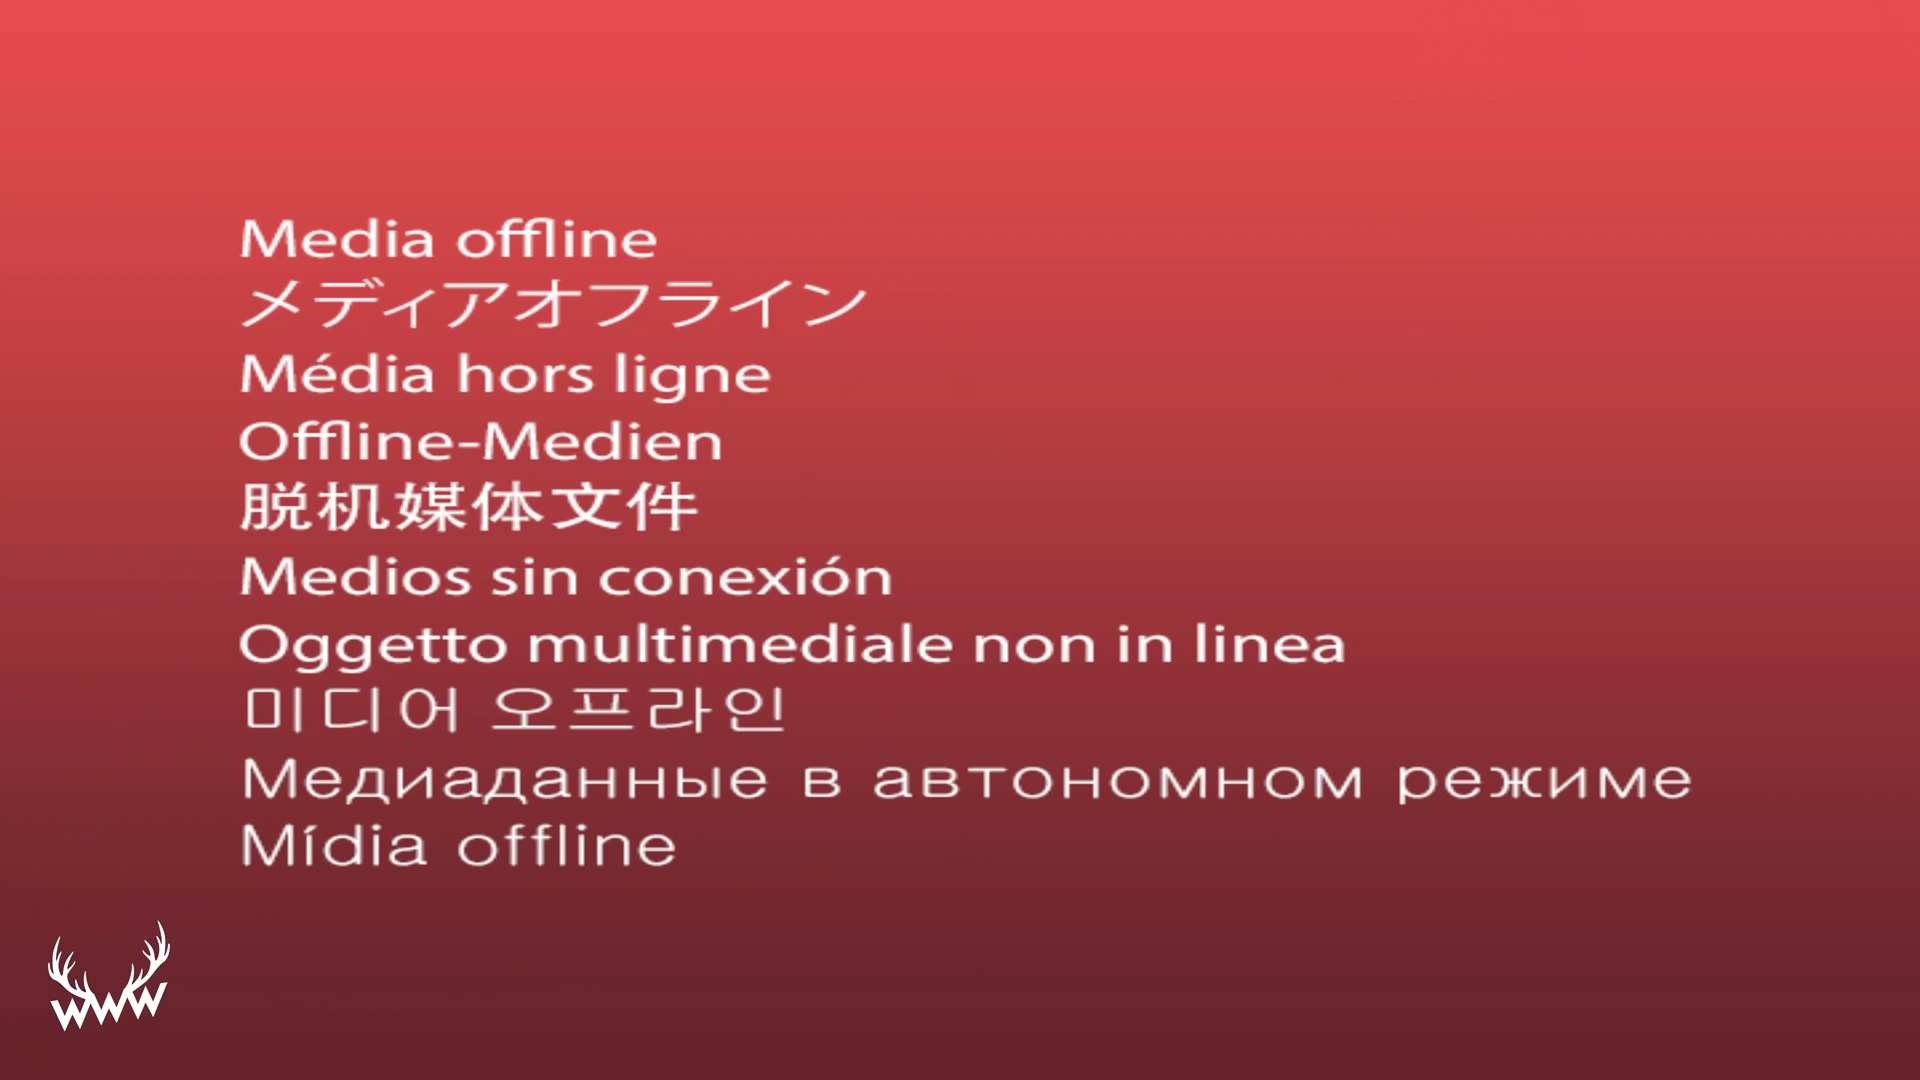 Media offline
メディアオフライン
Média hors ligne
Offline-Medien
脱机媒体文件
Medios sin conexión
Oggetto multimediale non in linea
미디어 오프라인
Медиаданные в автономном режиме
Mídia offline
WWW